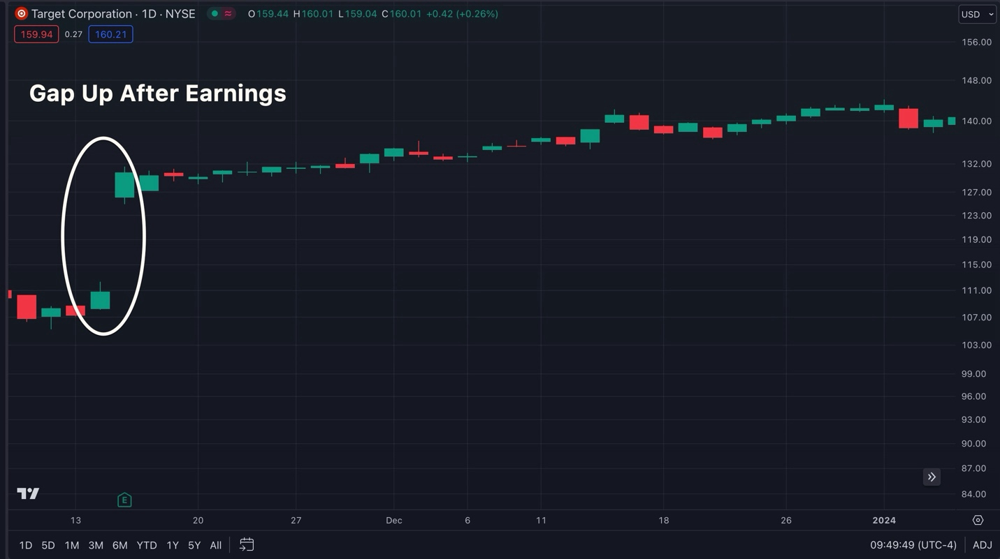 Target Corporation · 1D · NYSE O159.44 H160.01 L159.04 C160.01 +0.42 (+0.26%) USD
159.94 0.27 160.21
156.00
148.00
Gap Up After Earnings
140.00
132.00
127.00
123.00
119.00
115.00
111.00
107.00
103.00
99.00
96.00
93.00
90.00
87.00
84.00
E
13 20 27 Dec 6 11 18 26 2024
1D 5D 1M 3M 6M YTD 1Y 5Y All 09:49:49 (UTC-4) ADJ